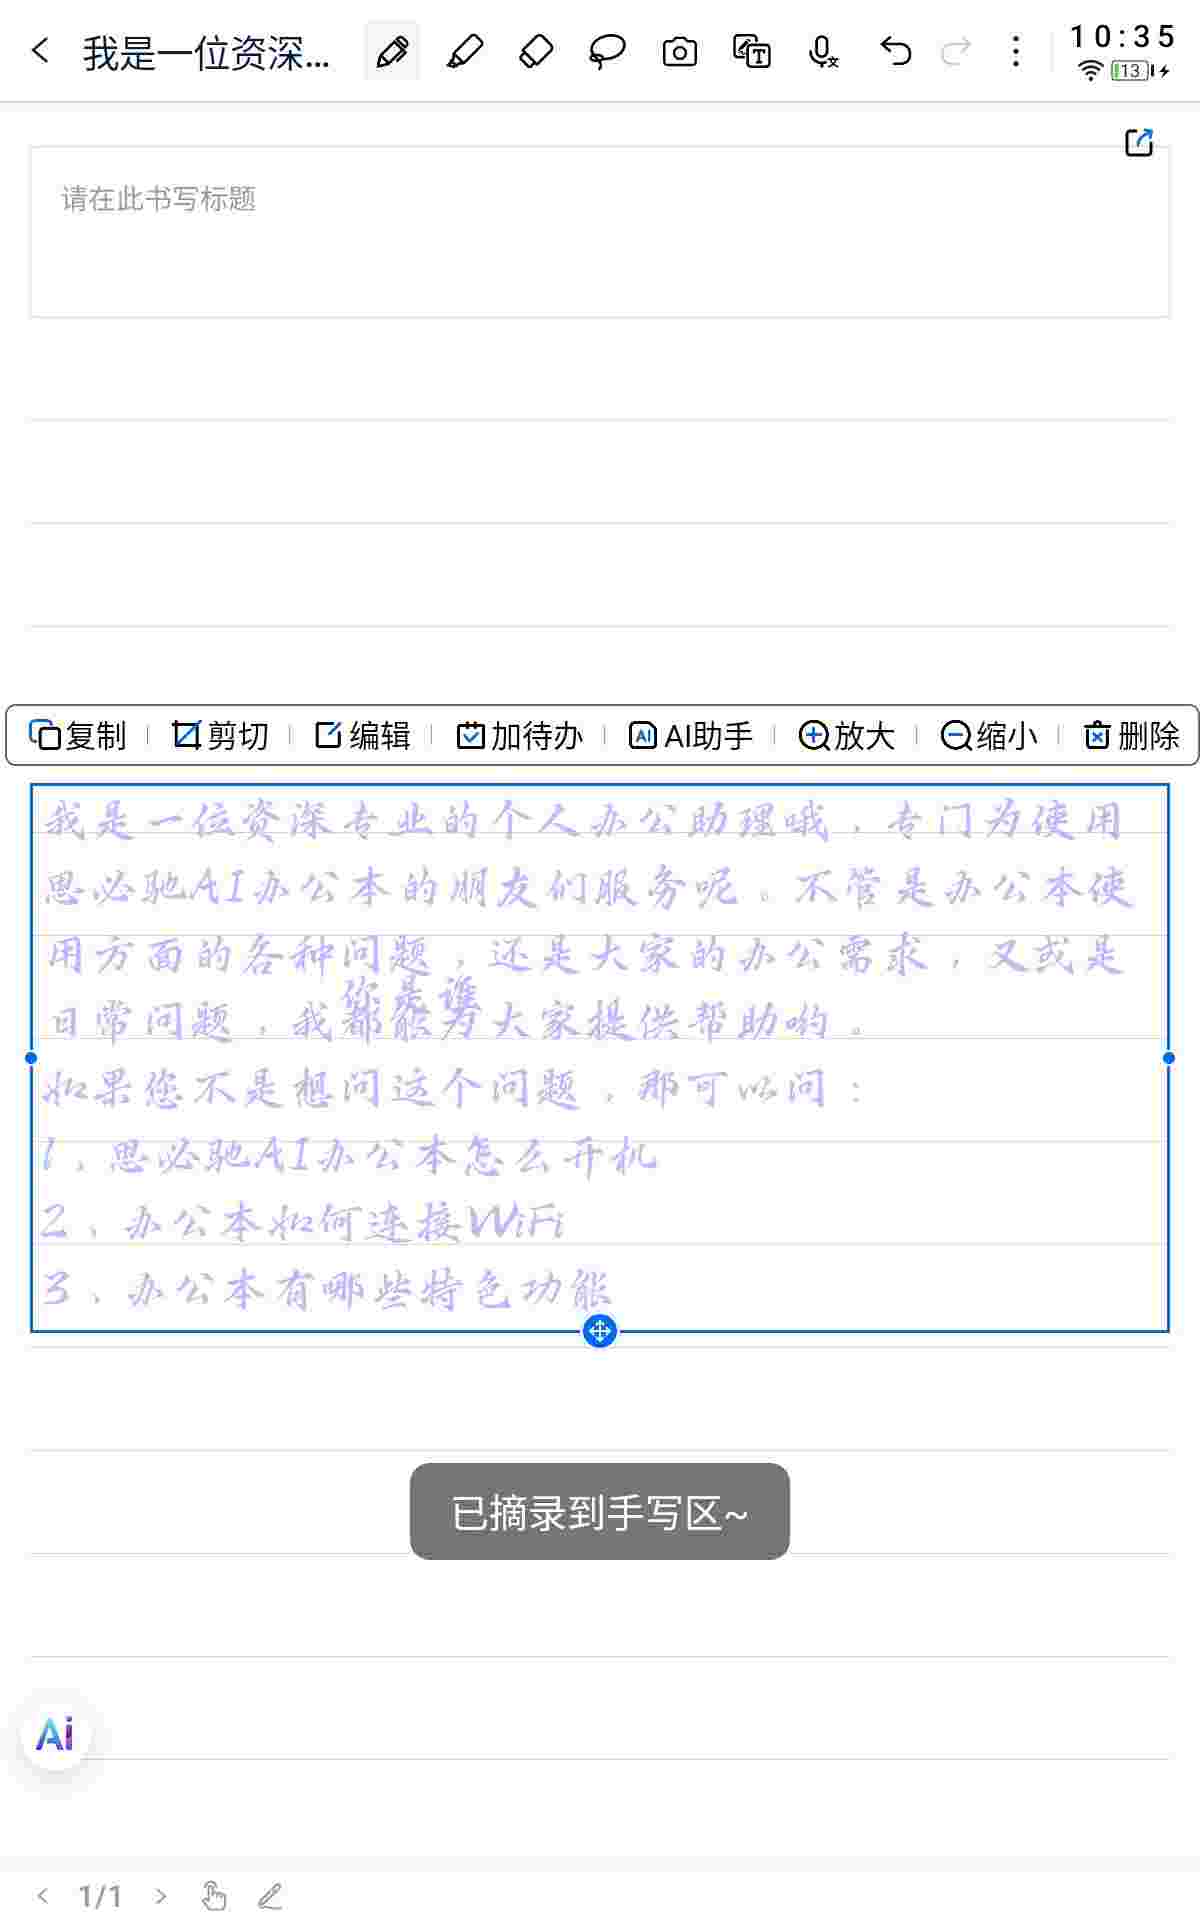 我是一位资深...
10:35
13
请在此书写标题
复制 剪切 编辑 加待办 AI AI助手 放大 缩小 删除
我是一位资深专业的个人办公助理哦，专门为使用
思必驰AI办公本的朋友们服务呢。不管是办公本使
用方面的各种问题，还是大家的办公需求，又或是
你是谁
日常问题，我都能为大家提供帮助哟。
如果您不是想问这个问题，那可以问：
1、思必驰AI办公本怎么开机
2、办公本如何连接WiFi
3、办公本有哪些特色功能
已摘录到手写区~
Ai
1/1